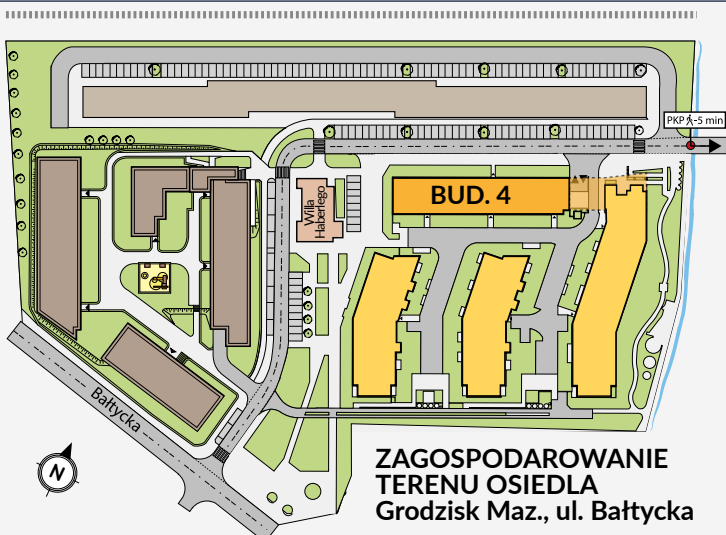 PKP -5 min
BUD. 4
Willa
Haberlego
Bałtycka
N
ZAGOSPODAROWANIE
TERENU OSIEDLA
Grodzisk Maz., ul. Bałtycka